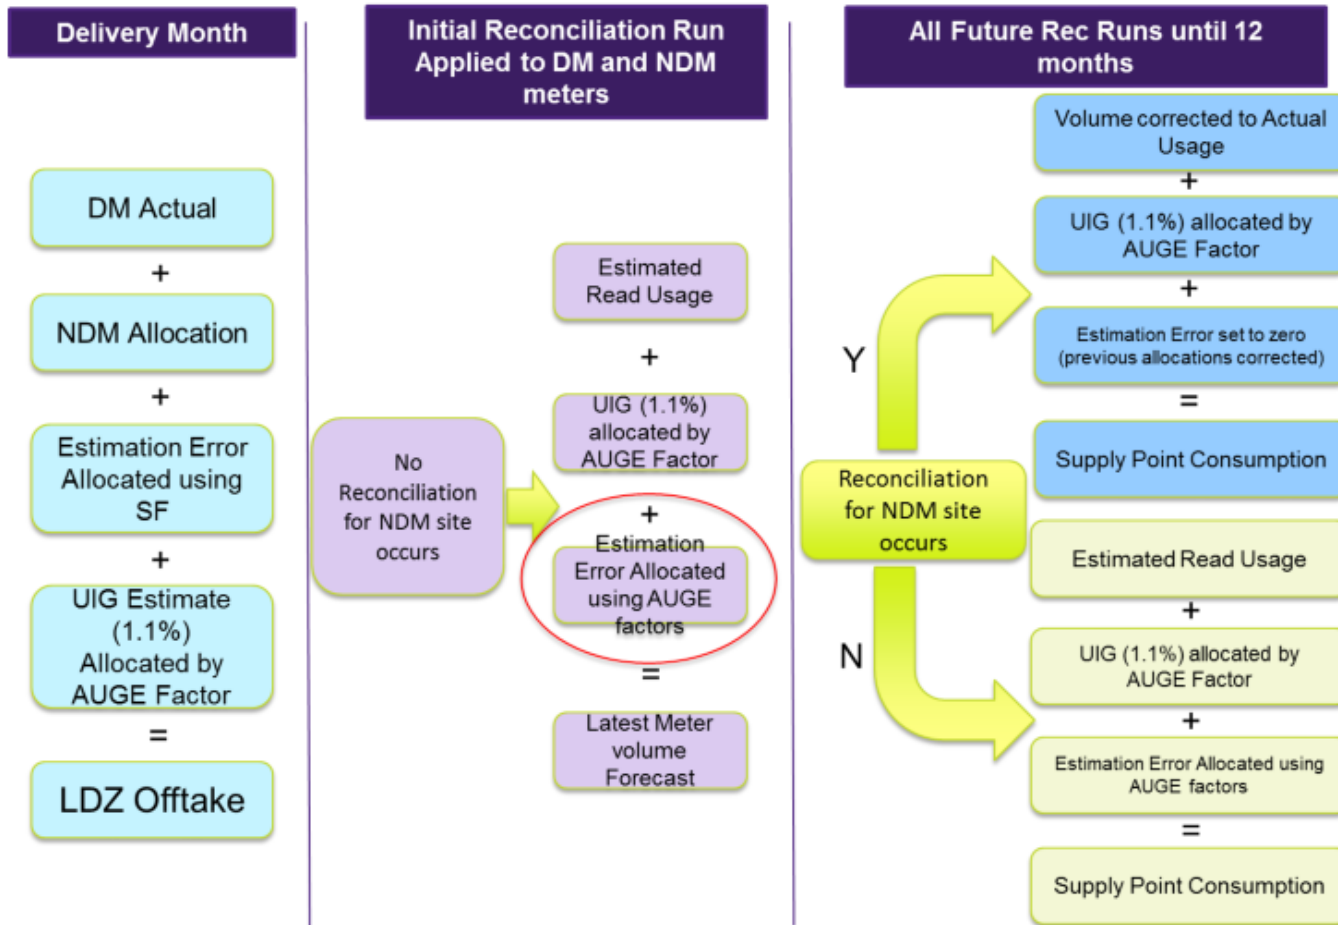 Delivery Month
DM Actual
+
NDM Allocation
+
Estimation Error
Allocated using
SF
+
UIG Estimate
(1.1%)
Allocated by
AUGE Factor
=
LDZ Offtake
Initial Reconciliation Run
Applied to DM and NDM
meters
No
Reconciliation
for NDM site
occurs
Estimated
Read Usage
+
UIG (1.1%)
allocated by
AUGE Factor
+
Estimation
Error Allocated
using AUGE
factors
=
Latest Meter
volume
Forecast
All Future Rec Runs until 12
months
Reconciliation
for NDM site
occurs
Y
Volume corrected to Actual
Usage
+
UIG (1.1%) allocated by
AUGE Factor
+
Estimation Error set to zero
(previous allocations corrected)
=
Supply Point Consumption
N
Estimated Read Usage
+
UIG (1.1%) allocated by
AUGE Factor
+
Estimation Error Allocated using
AUGE factors
=
Supply Point Consumption